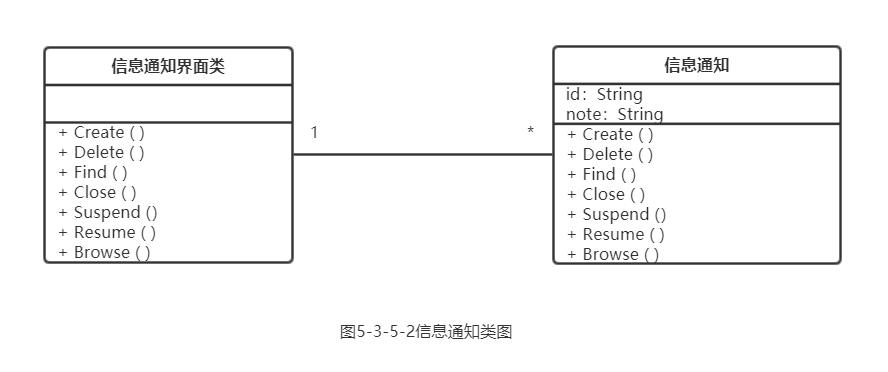 信息通知界面类
+ Create ( )
+ Delete ( )
+ Find ( )
+ Close ( )
+ Suspend ()
+ Resume ( )
+ Browse ( )
1
*
信息通知
id：String
note：String
+ Create ( )
+ Delete ( )
+ Find ( )
+ Close ( )
+ Suspend ()
+ Resume ( )
+ Browse ( )
图5-3-5-2信息通知类图